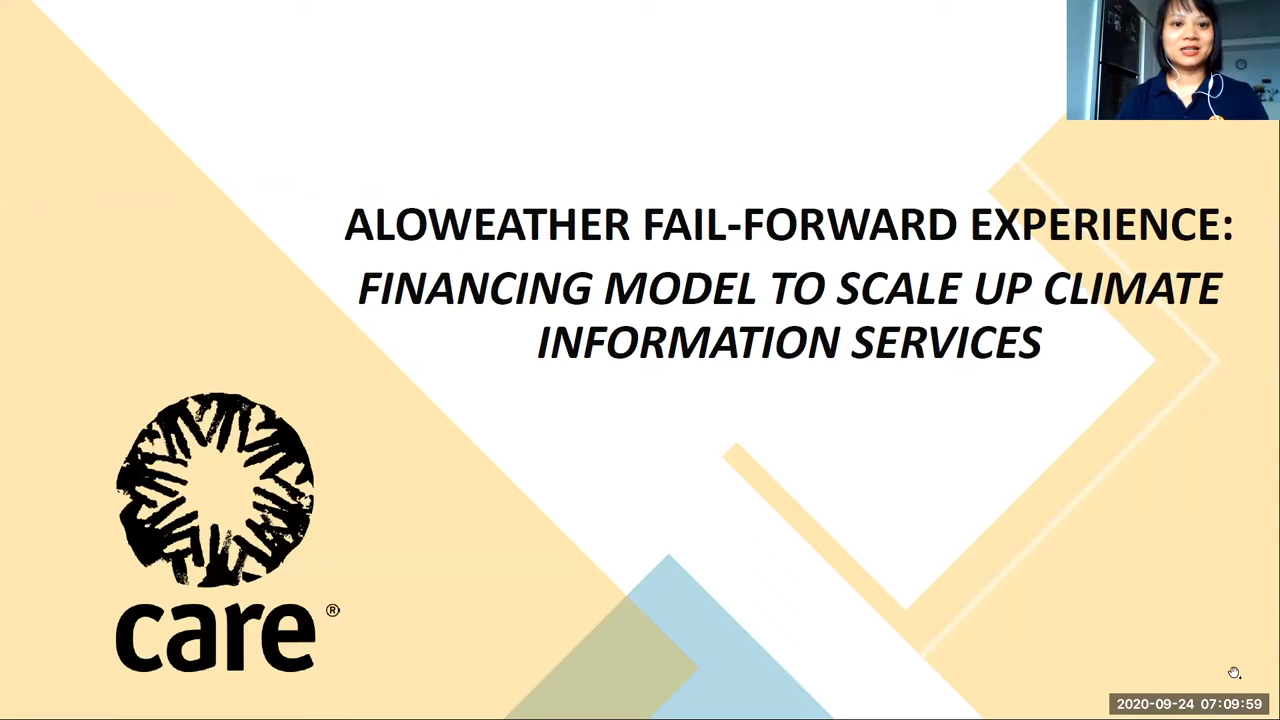 ALOWEATHER FAIL-FORWARD EXPERIENCE:
FINANCING MODEL TO SCALE UP CLIMATE
INFORMATION SERVICES
care®
2020-09-24 07:09:59